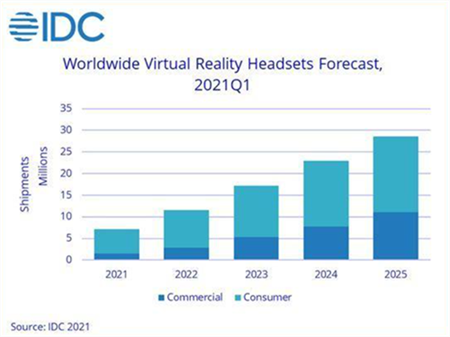 IDC
Worldwide Virtual Reality Headsets Forecast,
2021Q1
Shipments
Millions
35
30
25
20
15
10
5
0
2021 2022 2023 2024 2025
Commercial Consumer
Source: IDC 2021